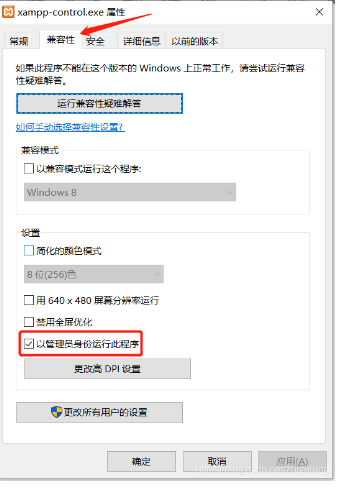 xampp-control.exe 属性
常规 兼容性 安全 详细信息 以前的版本
如果此程序不能在这个版本的 Windows 上正常工作，请尝试运行兼容
性疑难解答。
运行兼容性疑难解答
如何手动选择兼容性设置?
兼容模式
以兼容模式运行这个程序:
Windows 8
设置
简化的颜色模式
8 位(256)色
用 640 x 480 屏幕分辨率运行
禁用全屏优化
以管理员身份运行此程序
更改高 DPI 设置
更改所有用户的设置
确定 取消 应用(A)